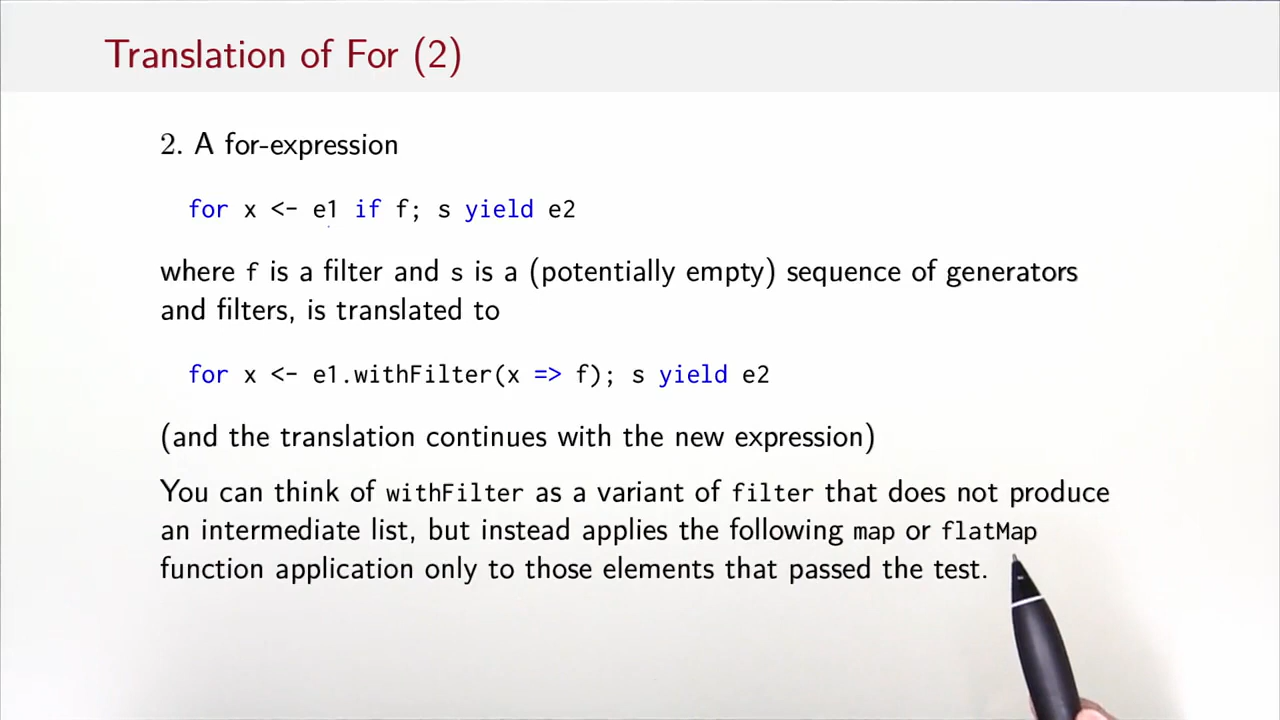 Translation of For (2)
2. A for-expression
for x <- e1 if f; s yield e2
where f is a filter and s is a (potentially empty) sequence of generators
and filters, is translated to
for x <- e1.withFilter(x => f); s yield e2
(and the translation continues with the new expression)
You can think of withFilter as a variant of filter that does not produce
an intermediate list, but instead applies the following map or flatMap
function application only to those elements that passed the test.